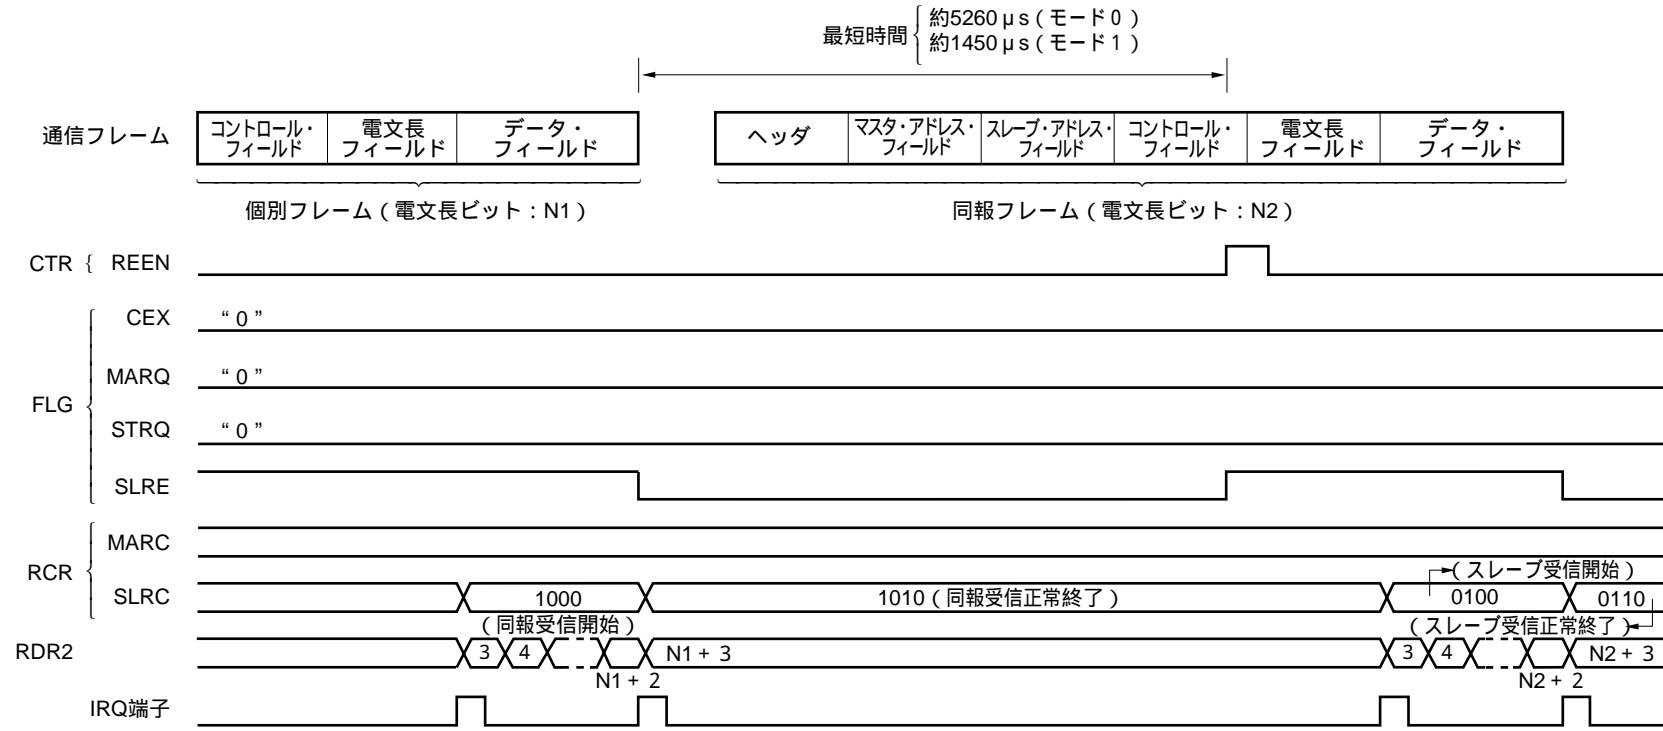 最短時間
約5260μs(モード0)
約1450μs(モード1)
通信フレーム
コントロール・フィールド
電文長フィールド
データ・フィールド
ヘッダ
マスタ・アドレス・フィールド
スレーブ・アドレス・フィールド
コントロール・フィールド
電文長フィールド
データ・フィールド
個別フレーム(電文長ビット:N1)
同報フレーム(電文長ビット:N2)
CTR { REEN
CEX “0”
MARQ “0”
FLG
STRQ “0”
SLRE
MARC
RCR
(スレーブ受信開始)
SLRC 1000 1010(同報受信正常終了) 0100 0110
(同報受信開始) (スレーブ受信正常終了)
RDR2 3 4 N1+3 3 4 N2+3
N1+2 N2+2
IRQ端子